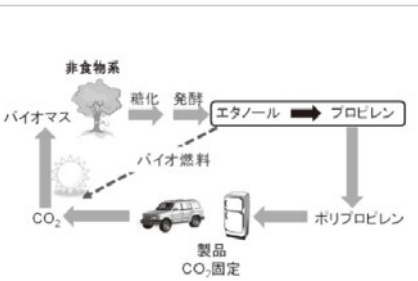 非食物系
バイオマス
糖化
発酵
エタノール
プロピレン
バイオ燃料
CO₂
ポリプロピレン
製品
CO₂固定